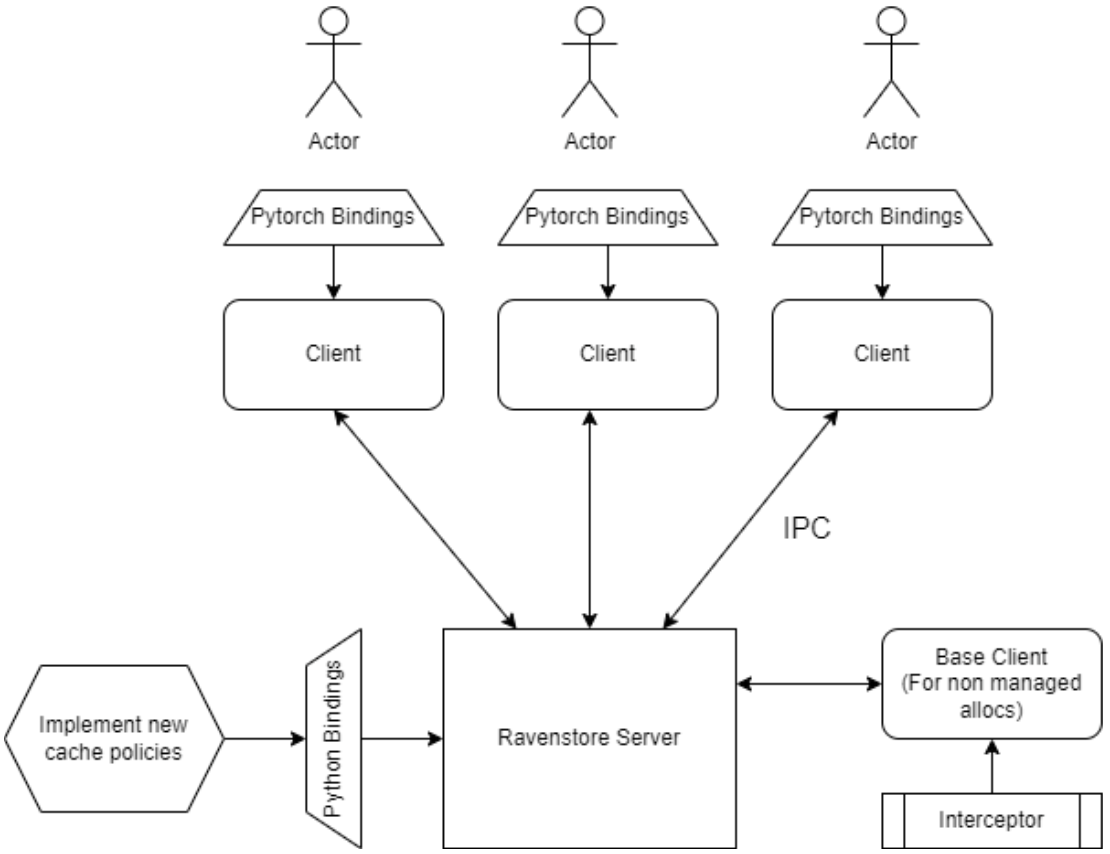 Actor
Actor
Actor
Pytorch Bindings
Pytorch Bindings
Pytorch Bindings
Client
Client
Client
IPC
Implement new
cache policies
Python Bindings
Ravenstore Server
Base Client
(For non managed
allocs)
Interceptor